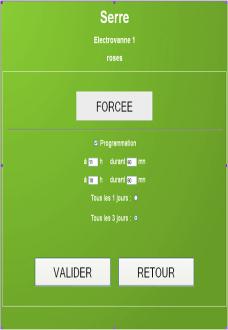 Serre
Electrovanne 1
roses
FORCEE
Programmation
à h durant mn
à h durant mn
Tous les 1 jours :
Tous les 3 jours :
VALIDER RETOUR